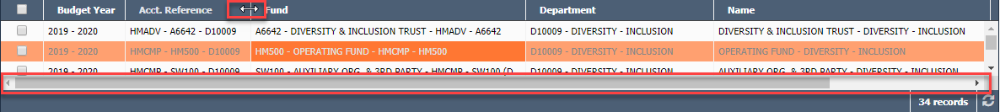 Budget Year Acct. Reference Fund Department Name
2019 - 2020 HMADV - A6642 - D10009 A6642 - DIVERSITY & INCLUSION TRUST - HMADV - A6642 D10009 - DIVERSITY - INCLUSION DIVERSITY & INCLUSION TRUST - DIVERSITY - INCLUSION
2019 - 2020 HMCMP - HM500 - D10009 HM500 - OPERATING FUND - HMCMP - HM500 D10009 - DIVERSITY - INCLUSION OPERATING FUND - DIVERSITY - INCLUSION
2019 - 2020 HMCMP - SW100 - D10009 SW100 - AUXILIARY ORG. & 3RD PARTY - HMCMP - SW100 (D D10009 - DIVERSITY - INCLUSION AUXILIARY ORG. & 3RD PARTY - DIVERSITY - INCLUSION
34 records